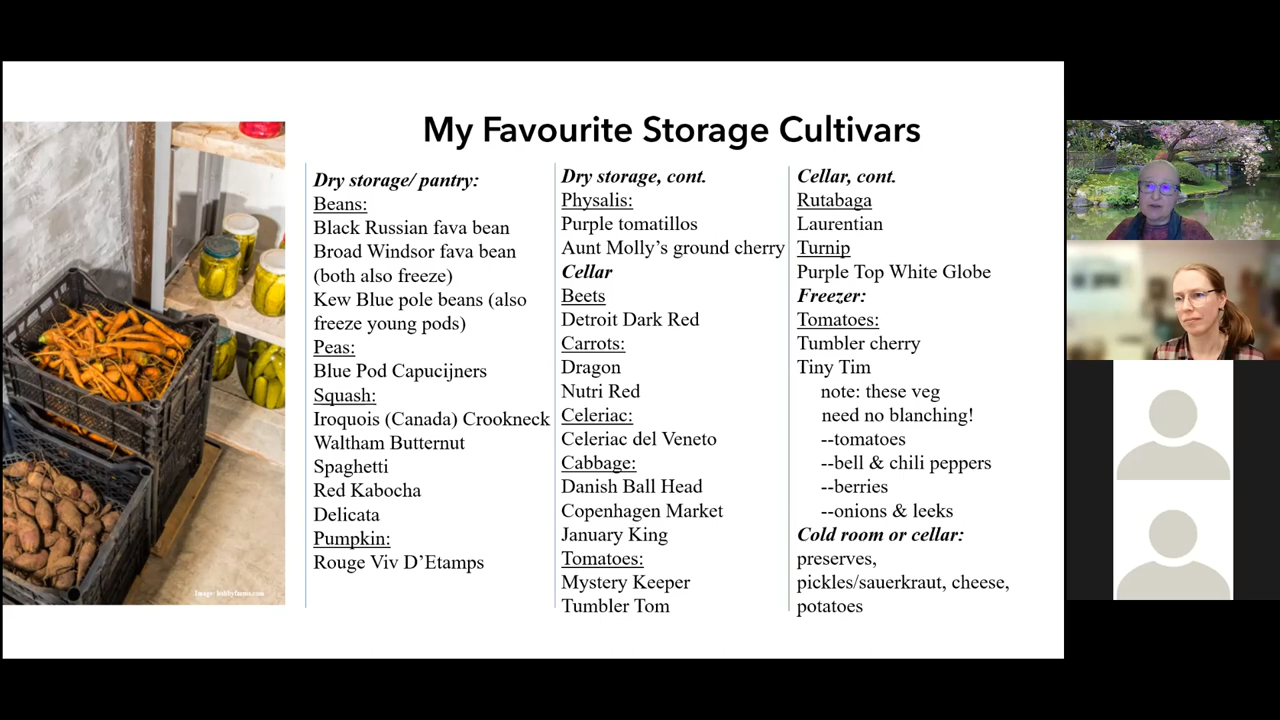 My Favourite Storage Cultivars
Dry storage/ pantry:
Beans:
Black Russian fava bean
Broad Windsor fava bean
(both also freeze)
Kew Blue pole beans (also
freeze young pods)
Peas:
Blue Pod Capucijners
Squash:
Iroquois (Canada) Crookneck
Waltham Butternut
Spaghetti
Red Kabocha
Delicata
Pumpkin:
Rouge Viv D’Etamps
Dry storage, cont.
Physalis:
Purple tomatillos
Aunt Molly’s ground cherry
Cellar
Beets
Detroit Dark Red
Carrots:
Dragon
Nutri Red
Celeriac:
Celeriac del Veneto
Cabbage:
Danish Ball Head
Copenhagen Market
January King
Tomatoes:
Mystery Keeper
Tumbler Tom
Cellar, cont.
Rutabaga
Laurentian
Turnip
Purple Top White Globe
Freezer:
Tomatoes:
Tumbler cherry
Tiny Tim
note: these veg
need no blanching!
--tomatoes
--bell & chili peppers
--berries
--onions & leeks
Cold room or cellar:
preserves,
pickles/sauerkraut, cheese,
potatoes
Image: hobbyfarms.com